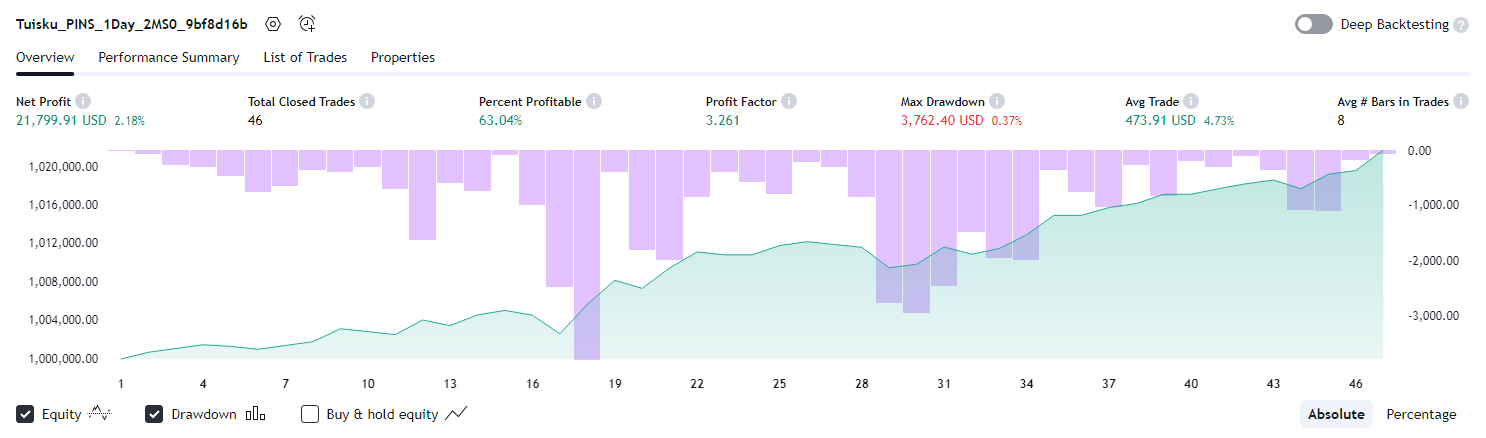 Tuisku_PINS_1Day_2MS0_9bf8d16b
Deep Backtesting ?
Overview Performance Summary List of Trades Properties
Net Profit Total Closed Trades Percent Profitable Profit Factor Max Drawdown Avg Trade Avg # Bars in Trades
21,799.91 USD 2.18% 46 63.04% 3.261 3,762.40 USD 0.37% 473.91 USD 4.73% 8
1,020,000.00 0.00
1,016,000.00 -1,000.00
1,012,000.00 -2,000.00
1,008,000.00
1,004,000.00 -3,000.00
1,000,000.00
1 4 7 10 13 16 19 22 25 28 31 34 37 40 43 46
Equity Drawdown Buy & hold equity Absolute Percentage